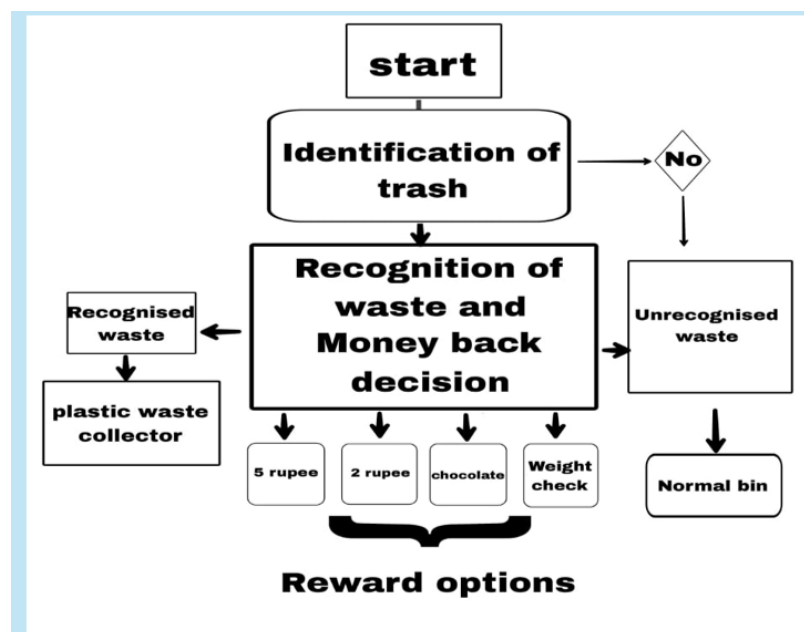 start
Identification of
trash
No
Recognition of
waste and
Money back
decision
Recognised
waste
Unrecognised
waste
plastic waste
collector
5 rupee
2 rupee
chocolate
Weight
check
Normal bin
Reward options